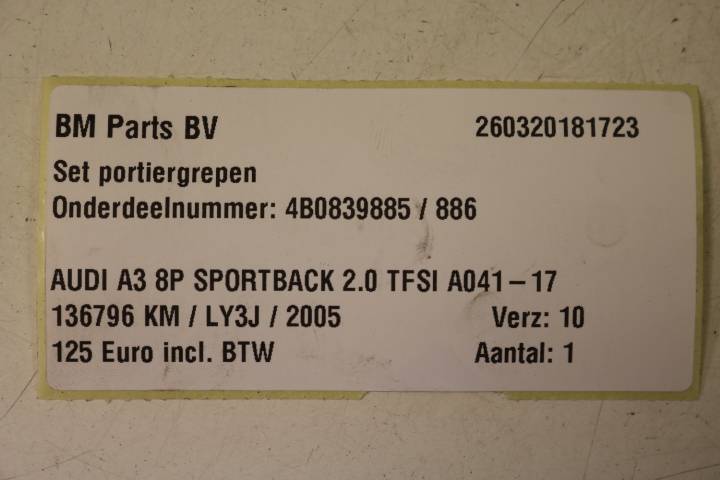 BM Parts BV 260320181723
Set portiergrepen
Onderdeelnummer: 4B0839885 / 886
AUDI A3 8P SPORTBACK 2.0 TFSI A041-17
136796 KM / LY3J / 2005 Verz: 10
125 Euro incl. BTW Aantal: 1